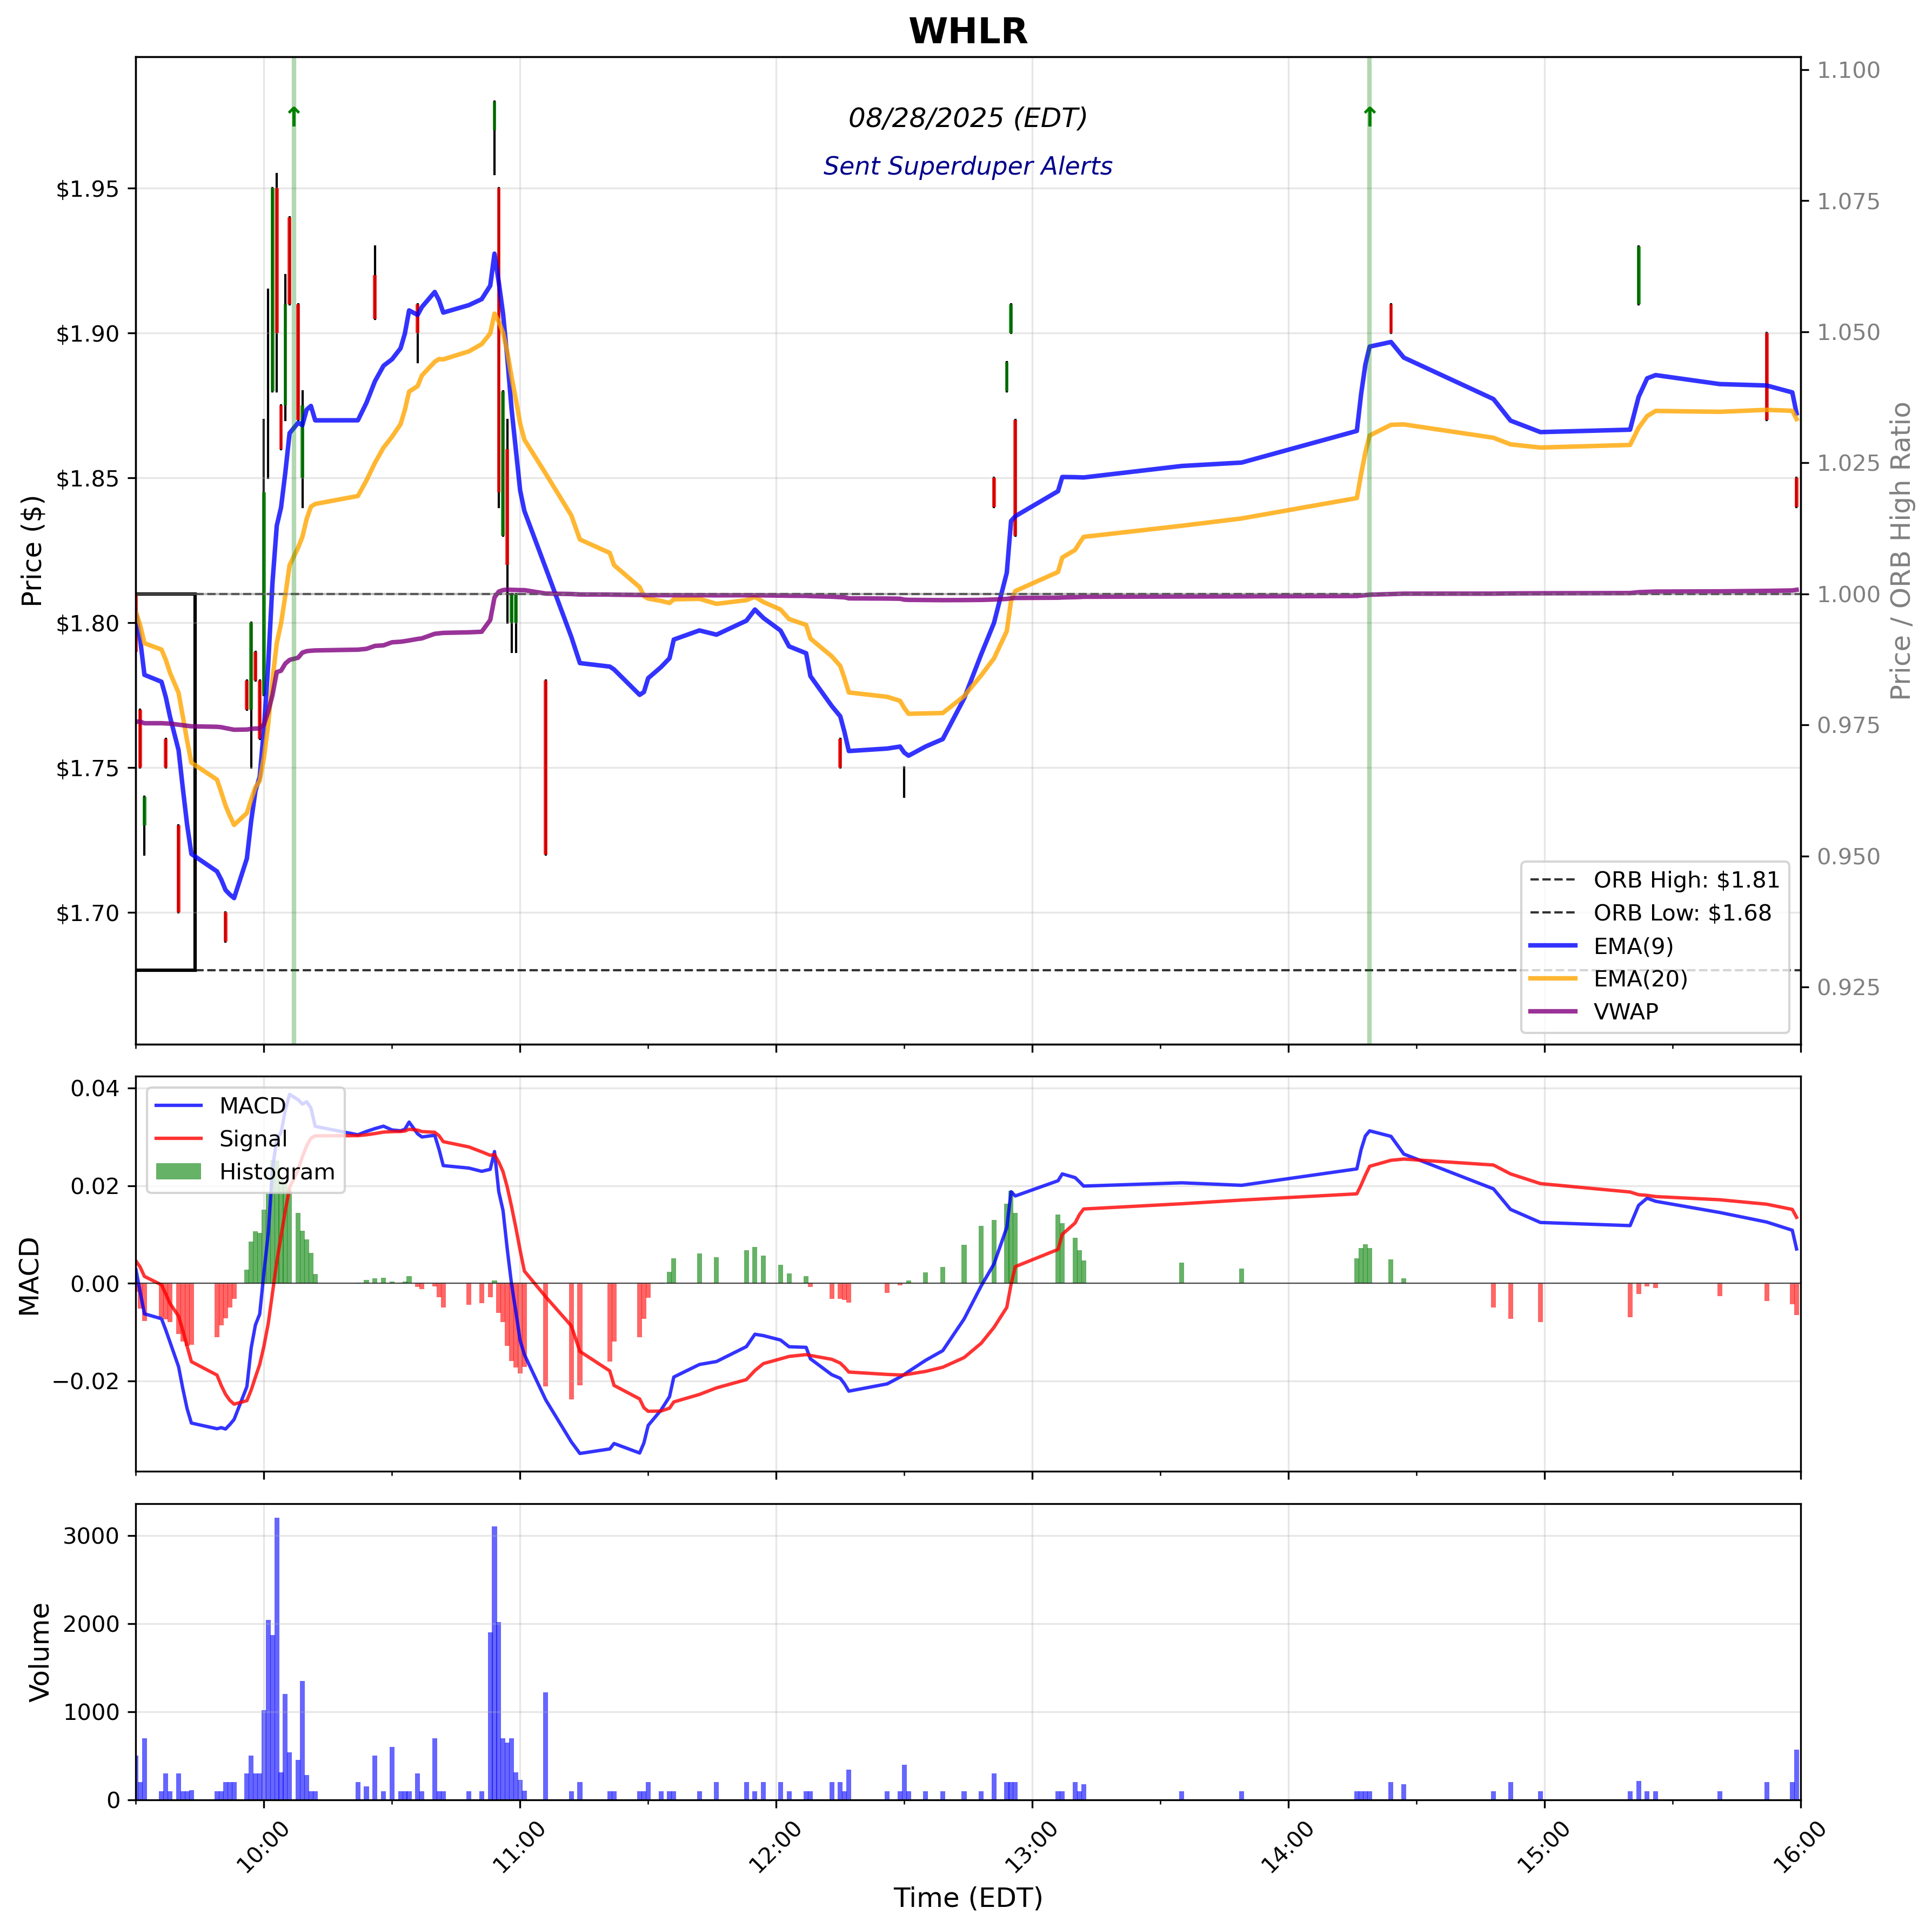 WHLR
08/28/2025 (EDT)
Sent Superduper Alerts
Price ($)
$1.95
$1.90
$1.85
$1.80
$1.75
$1.70
1.100
1.075
1.050
1.025
1.000
0.975
0.950
0.925
Price / ORB High Ratio
ORB High: $1.81
ORB Low: $1.68
EMA(9)
EMA(20)
VWAP
MACD
0.04
0.02
0.00
−0.02
MACD
Signal
Histogram
Volume
3000
2000
1000
0
10:00
11:00
12:00
13:00
14:00
15:00
16:00
Time (EDT)